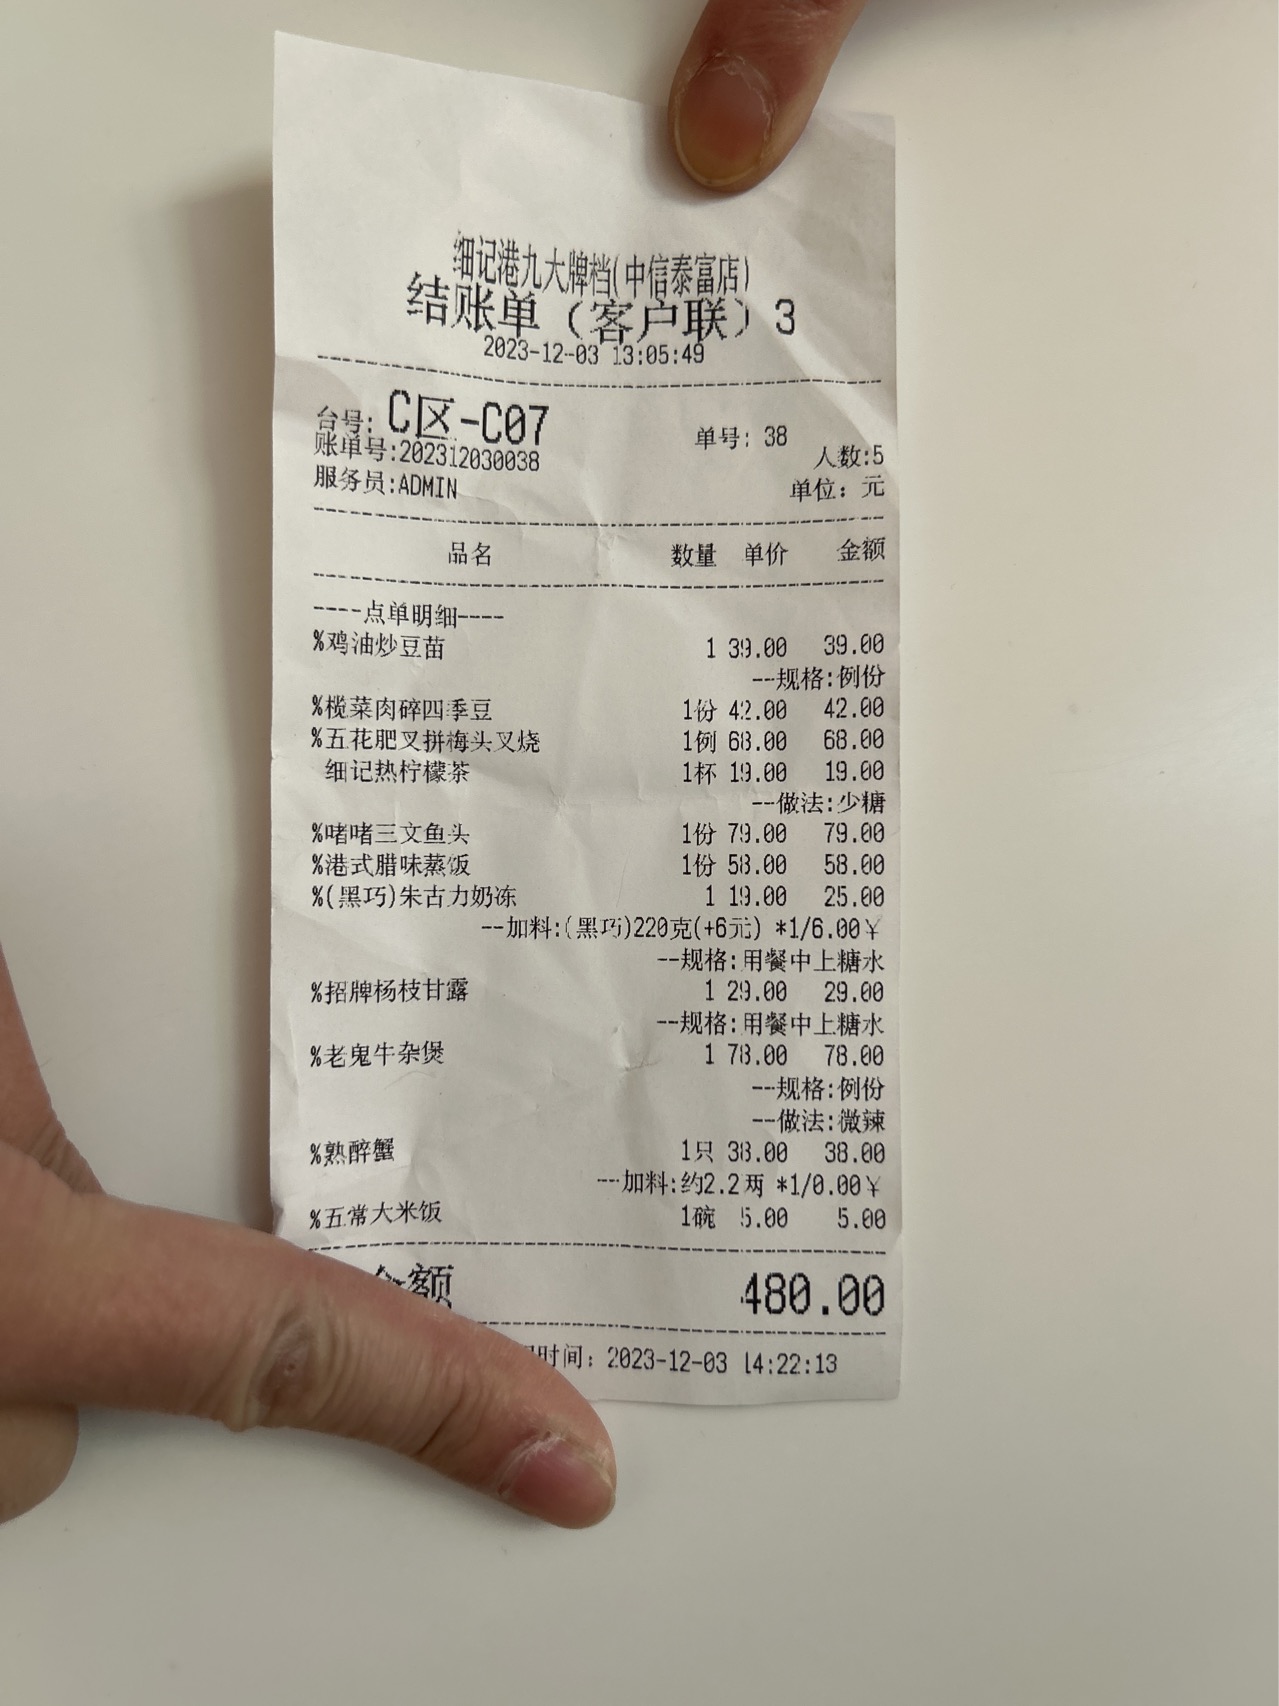 细记港九大牌档(中信泰富店)
结账单（客户联）3
2023-12-03 13:05:49
台号: C区-C07 单号: 38
账单号:202312030038 人数:5
服务员:ADMIN 单位: 元
品名 数量 单价 金额
----点单明细----
%鸡油炒豆苗 1 39.00 39.00
--规格:例份
%榄菜肉碎四季豆 1份 42.00 42.00
%五花肥叉拼梅头叉烧 1例 68.00 68.00
细记热柠檬茶 1杯 19.00 19.00
--做法:少糖
%啫啫三文鱼头 1份 79.00 79.00
%港式腊味蒸饭 1份 58.00 58.00
%(黑巧)朱古力奶冻 1 19.00 25.00
--加料:(黑巧)220克(+6元) *1/6.00¥
--规格:用餐中上糖水
%招牌杨枝甘露 1 29.00 29.00
--规格:用餐中上糖水
%老鬼牛杂煲 1 78.00 78.00
--规格:例份
--做法:微辣
%熟醉蟹 1只 38.00 38.00
--加料:约2.2两 *1/0.00¥
%五常大米饭 1碗 5.00 5.00
金额 480.00
时间: 2023-12-03 14:22:13